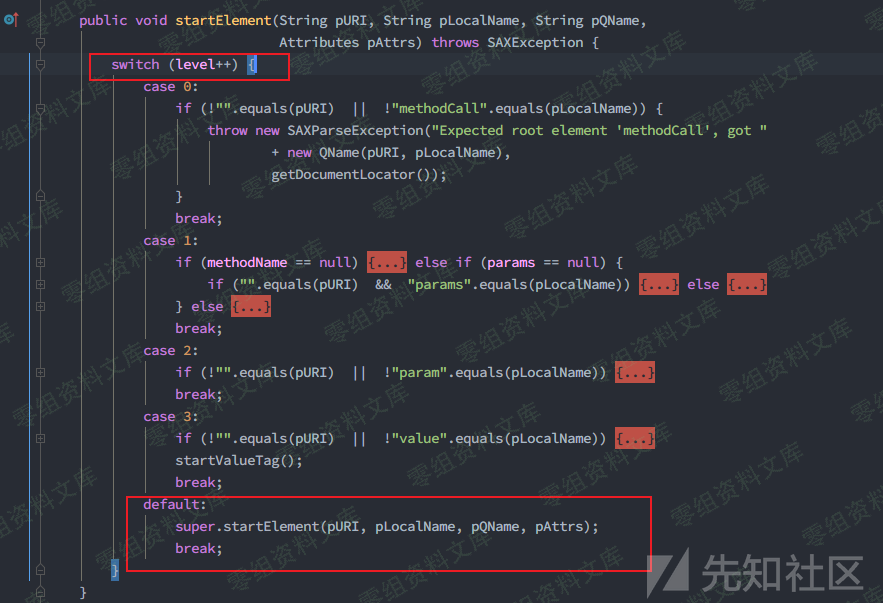 public void startElement(String pURI, String pLocalName, String pQName,
Attributes pAttrs) throws SAXException {
switch (level++) {
case 0:
if (!"".equals(pURI) || !"methodCall".equals(pLocalName)) {
throw new SAXParseException("Expected root element 'methodCall', got "
+ new QName(pURI, pLocalName),
getDocumentLocator());
}
break;
case 1:
if (methodName == null) {...} else if (params == null) {
if ("".equals(pURI) && "params".equals(pLocalName)) {...} else {...}
} else {...}
break;
case 2:
if (!"".equals(pURI) || !"param".equals(pLocalName)) {...}
break;
case 3:
if (!"".equals(pURI) || !"value".equals(pLocalName)) {...}
startValueTag();
break;
default:
super.startElement(pURI, pLocalName, pQName, pAttrs);
break;
}
}
零组资料文库
先知社区